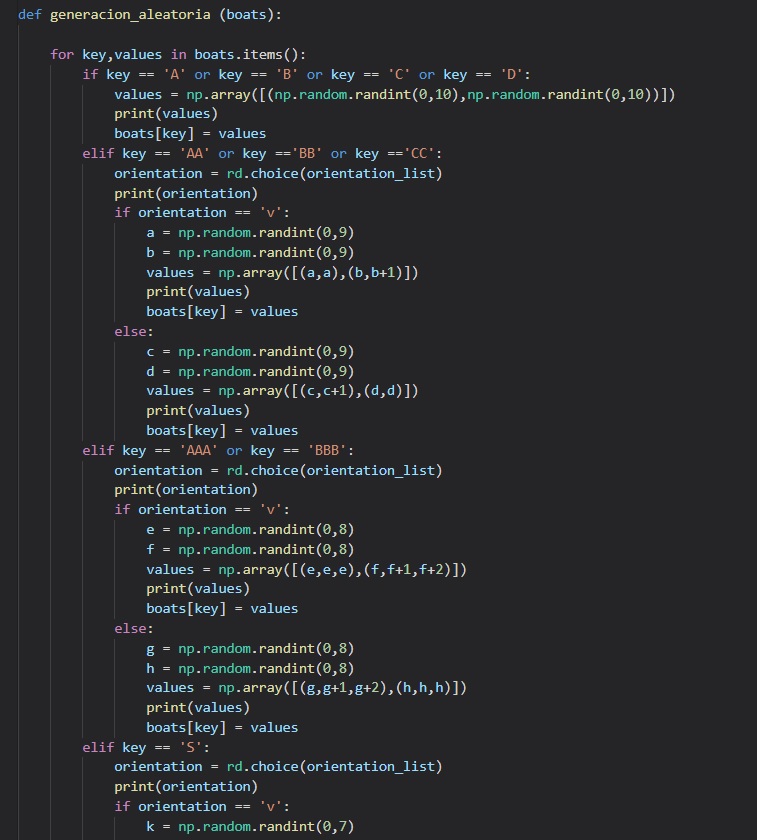 def generacion_aleatoria (boats):
for key,values in boats.items():
if key == 'A' or key == 'B' or key == 'C' or key == 'D':
values = np.array([(np.random.randint(0,10),np.random.randint(0,10))])
print(values)
boats[key] = values
elif key == 'AA' or key =='BB' or key =='CC':
orientation = rd.choice(orientation_list)
print(orientation)
if orientation == 'v':
a = np.random.randint(0,9)
b = np.random.randint(0,9)
values = np.array([(a,a),(b,b+1)])
print(values)
boats[key] = values
else:
c = np.random.randint(0,9)
d = np.random.randint(0,9)
values = np.array([(c,c+1),(d,d)])
print(values)
boats[key] = values
elif key == 'AAA' or key == 'BBB':
orientation = rd.choice(orientation_list)
print(orientation)
if orientation == 'v':
e = np.random.randint(0,8)
f = np.random.randint(0,8)
values = np.array([(e,e,e),(f,f+1,f+2)])
print(values)
boats[key] = values
else:
g = np.random.randint(0,8)
h = np.random.randint(0,8)
values = np.array([(g,g+1,g+2),(h,h,h)])
print(values)
boats[key] = values
elif key == 'S':
orientation = rd.choice(orientation_list)
print(orientation)
if orientation == 'v':
k = np.random.randint(0,7)